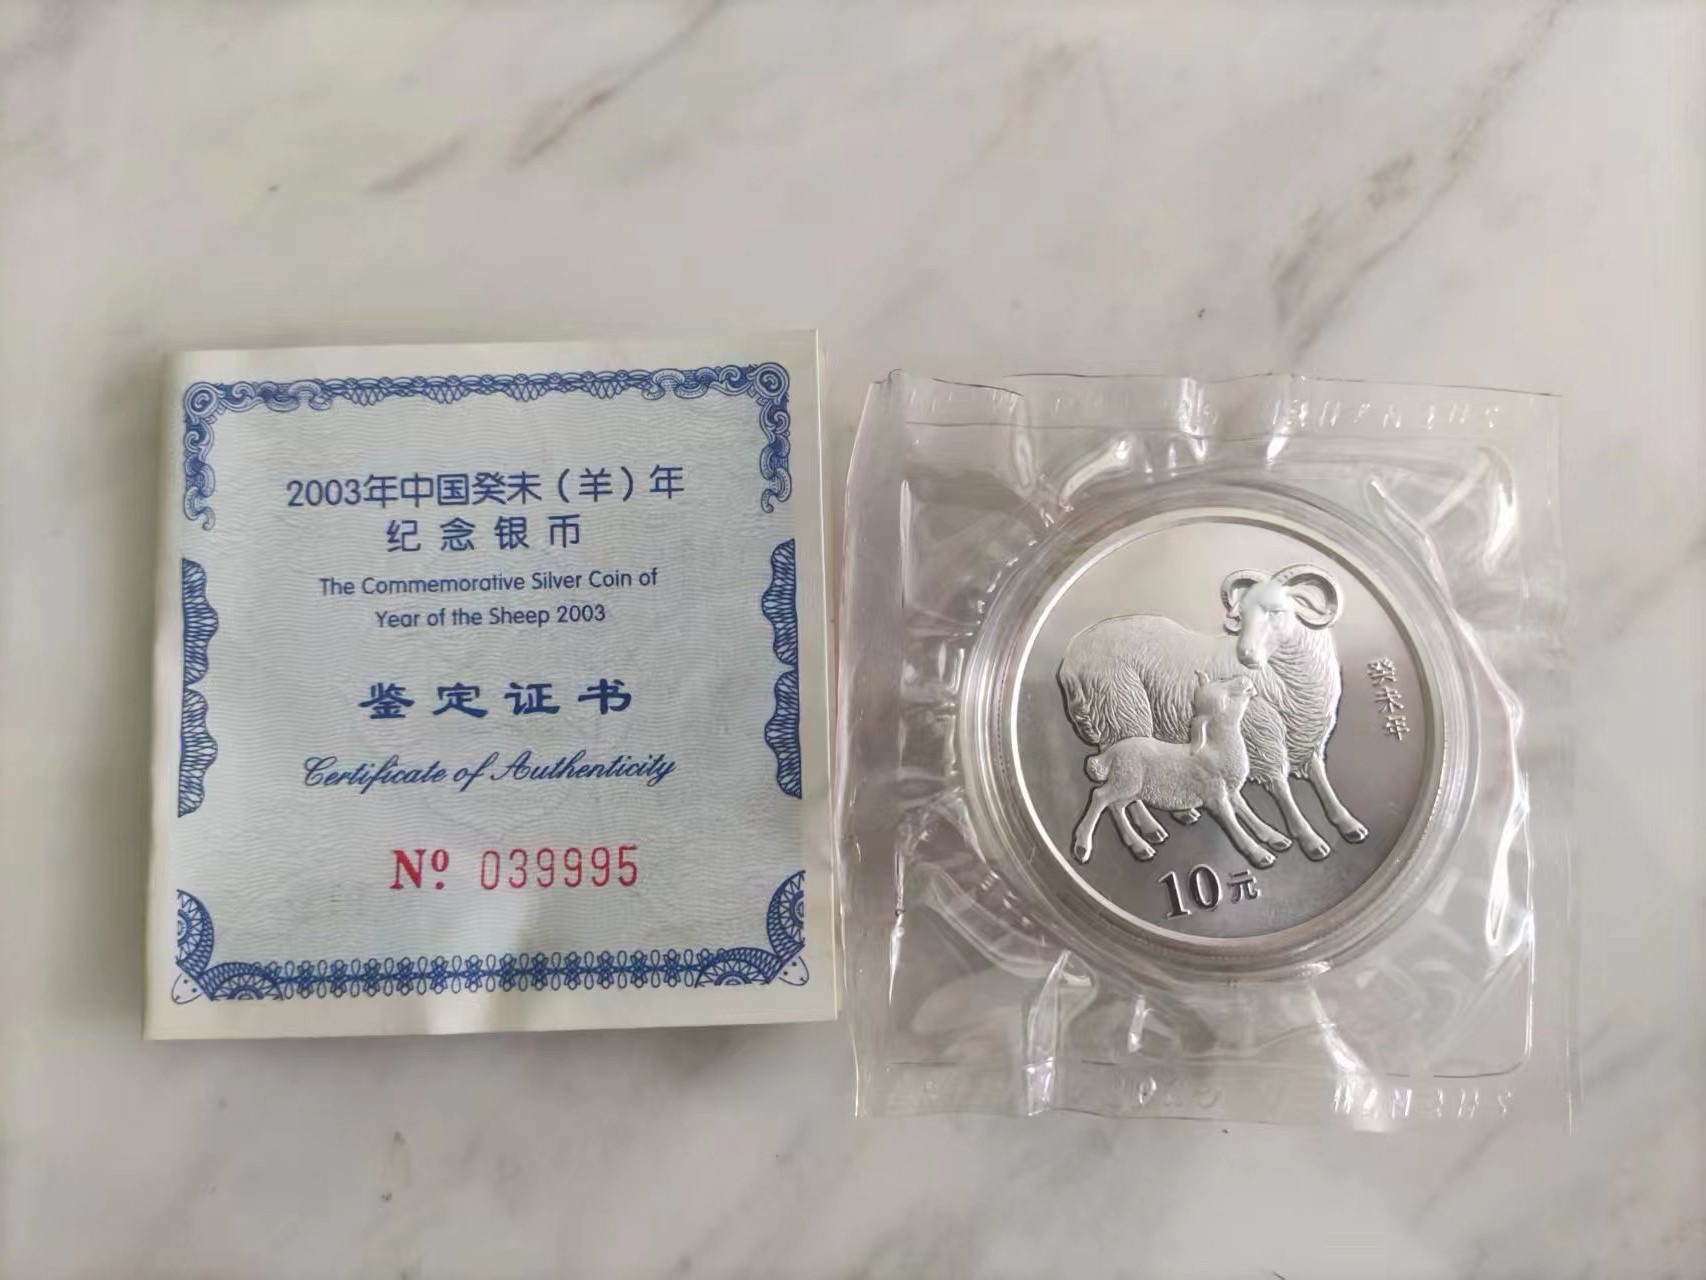 2003年中国癸未（羊）年
纪念银币
The Commemorative Silver Coin of
Year of the Sheep 2003
鉴定证书
Certificate of Authenticity
Nº 039995
癸未年
10元